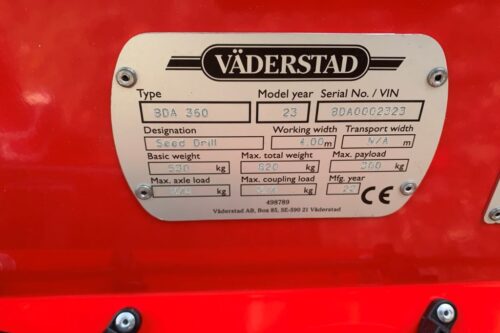 VÄDERSTAD
Type Model year Serial No. / VIN
BDA 360 23 BDA0002323
Designation Working width Transport width
Seed Drill 4.00 m N/A m
Basic weight Max. total weight Max. payload
kg 820 kg kg
Max. axle load Max. coupling load Mfg. year
kg kg CE
498789
Väderstad AB, Box 85, SE-590 21 Väderstad